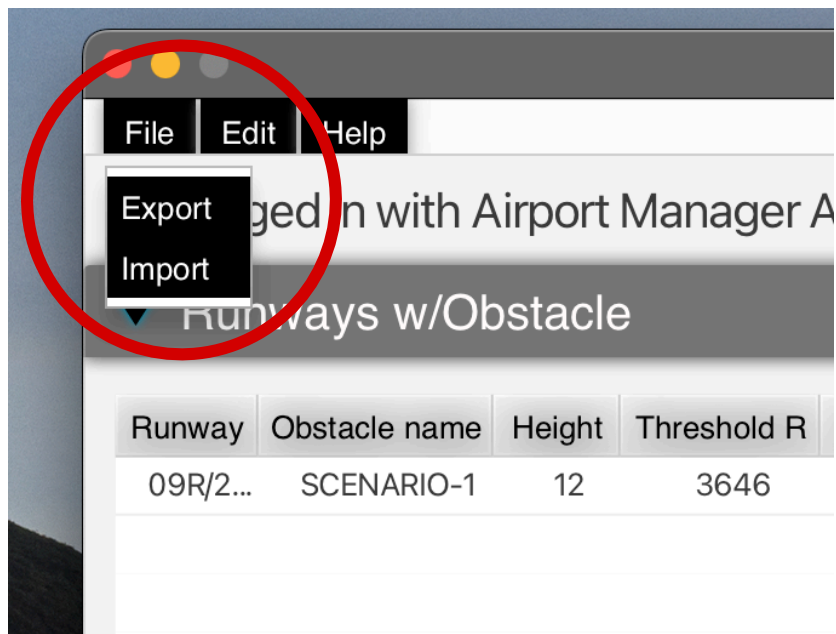 File Edit Help
Export
Import
in with Airport Manager
Runways w/Obstacle
Runway Obstacle name Height Threshold R
09R/2... SCENARIO-1 12 3646